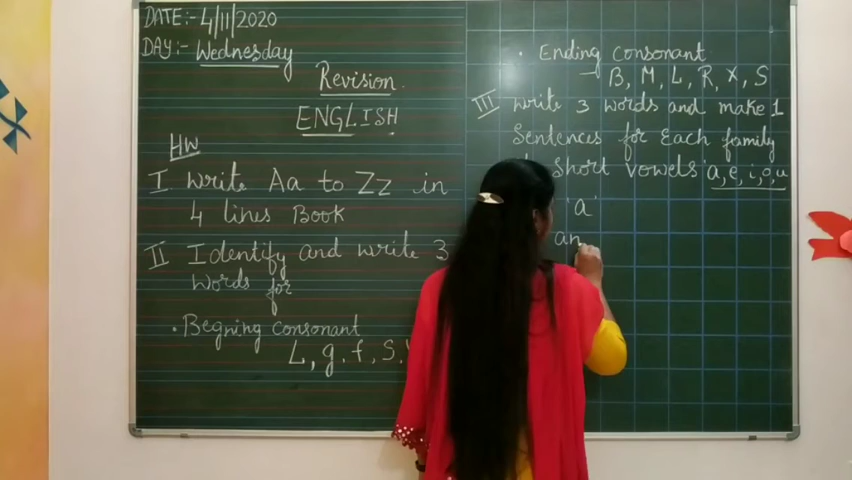 DATE:- 4/11/2020
DAY:- Wednesday
Revision
ENGLISH
HW
I write Aa to Zz in
4 lines Book
II Identify and write 3
words for
. Begning consonant
L, g, f, S,
. Ending consonant
- B, M, L, R, X, S
III write 3 words and make 1
Sentences for Each family
Short Vowels 'a, e, i, o, u
'a'
an